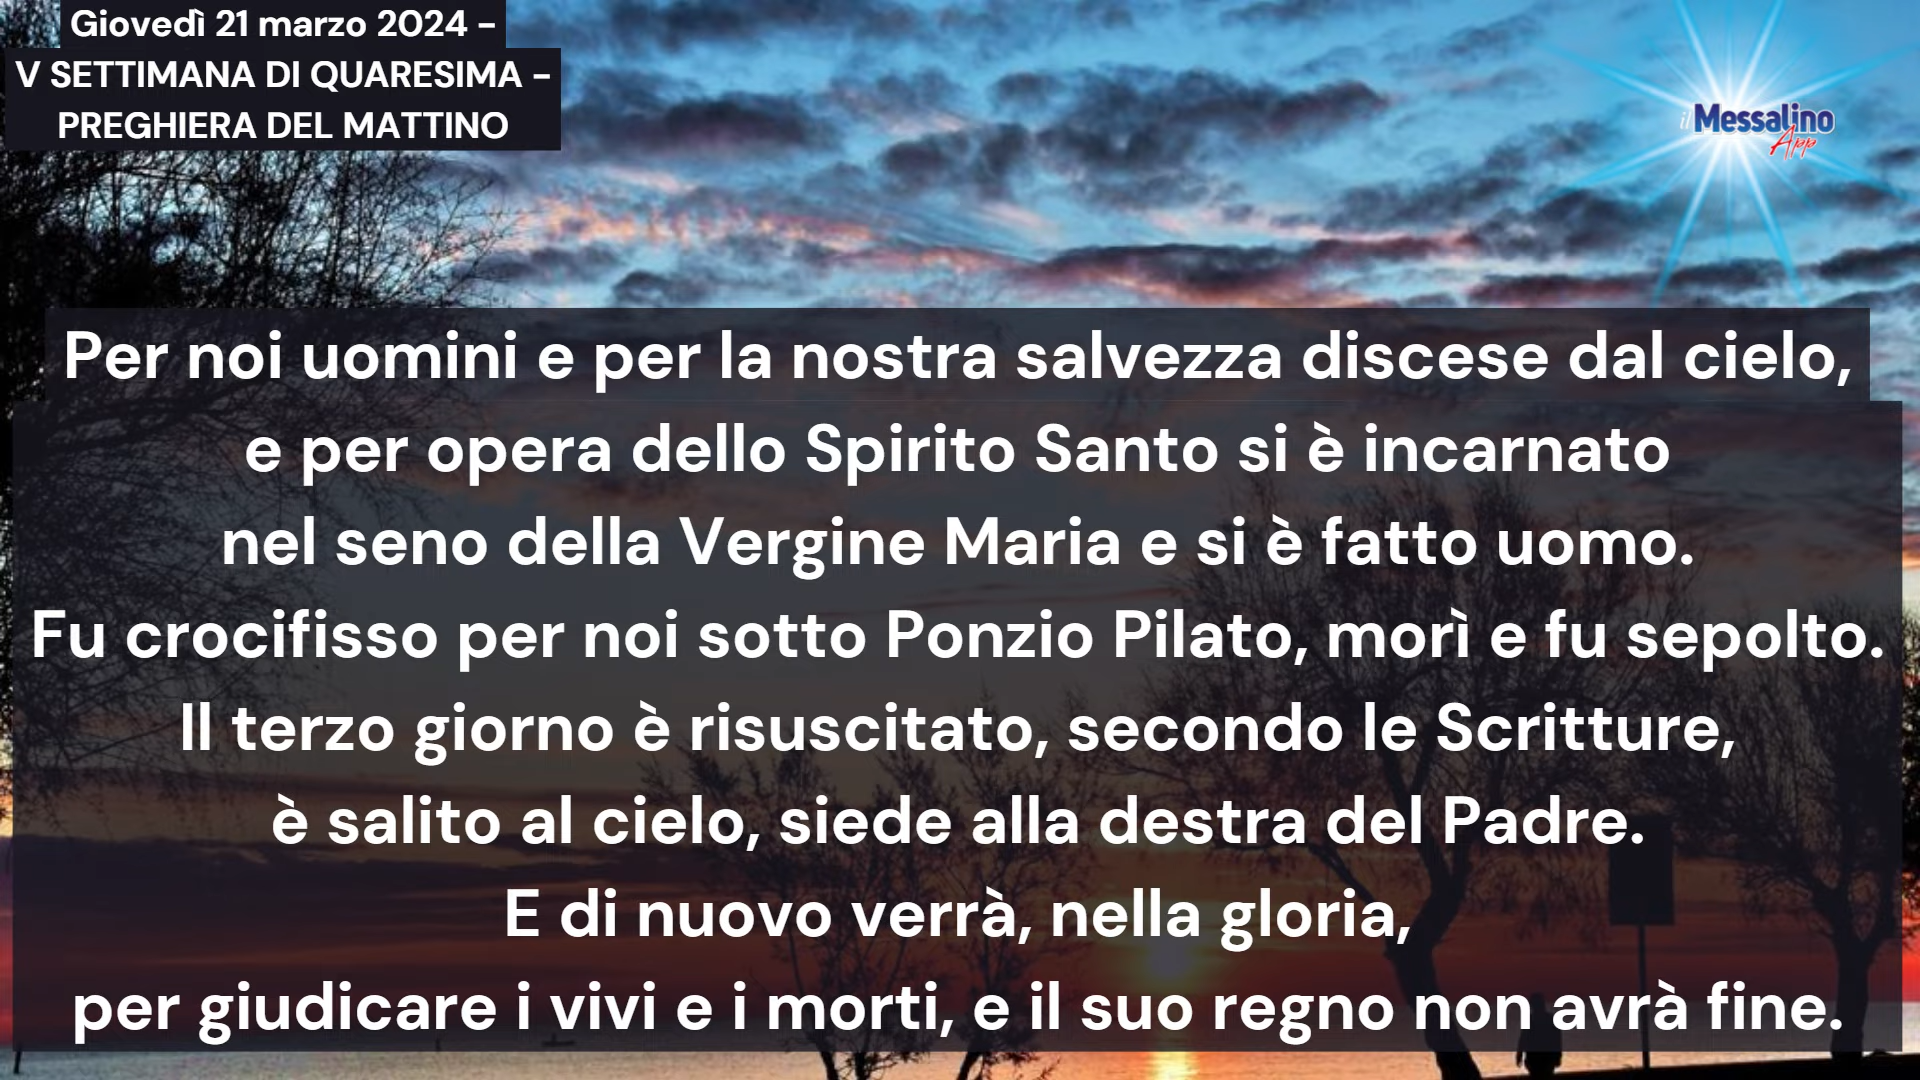 Giovedì 21 marzo 2024 -
V SETTIMANA DI QUARESIMA -
PREGHIERA DEL MATTINO
il Messalino
App
Per noi uomini e per la nostra salvezza discese dal cielo,
e per opera dello Spirito Santo si è incarnato
nel seno della Vergine Maria e si è fatto uomo.
Fu crocifisso per noi sotto Ponzio Pilato, morì e fu sepolto.
Il terzo giorno è risuscitato, secondo le Scritture,
è salito al cielo, siede alla destra del Padre.
E di nuovo verrà, nella gloria,
per giudicare i vivi e i morti, e il suo regno non avrà fine.